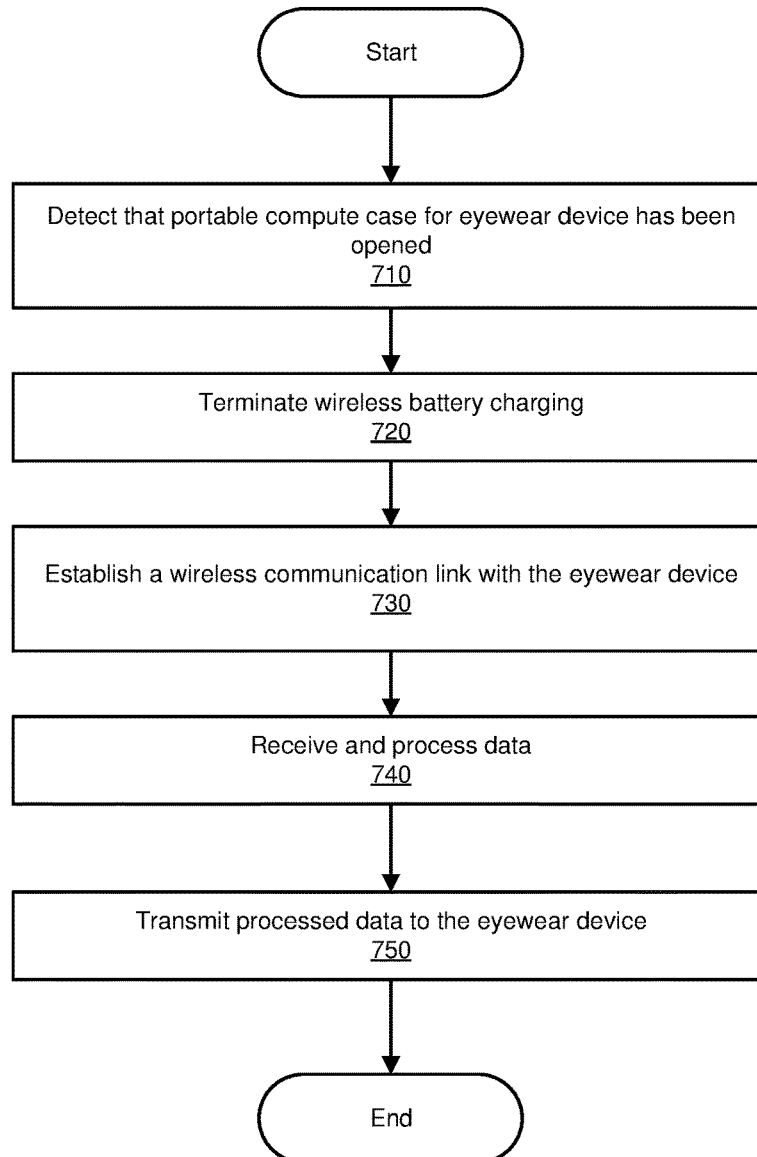 Start
Detect that portable compute case for eyewear device has been
opened
710
Terminate wireless battery charging
720
Establish a wireless communication link with the eyewear device
730
Receive and process data
740
Transmit processed data to the eyewear device
750
End